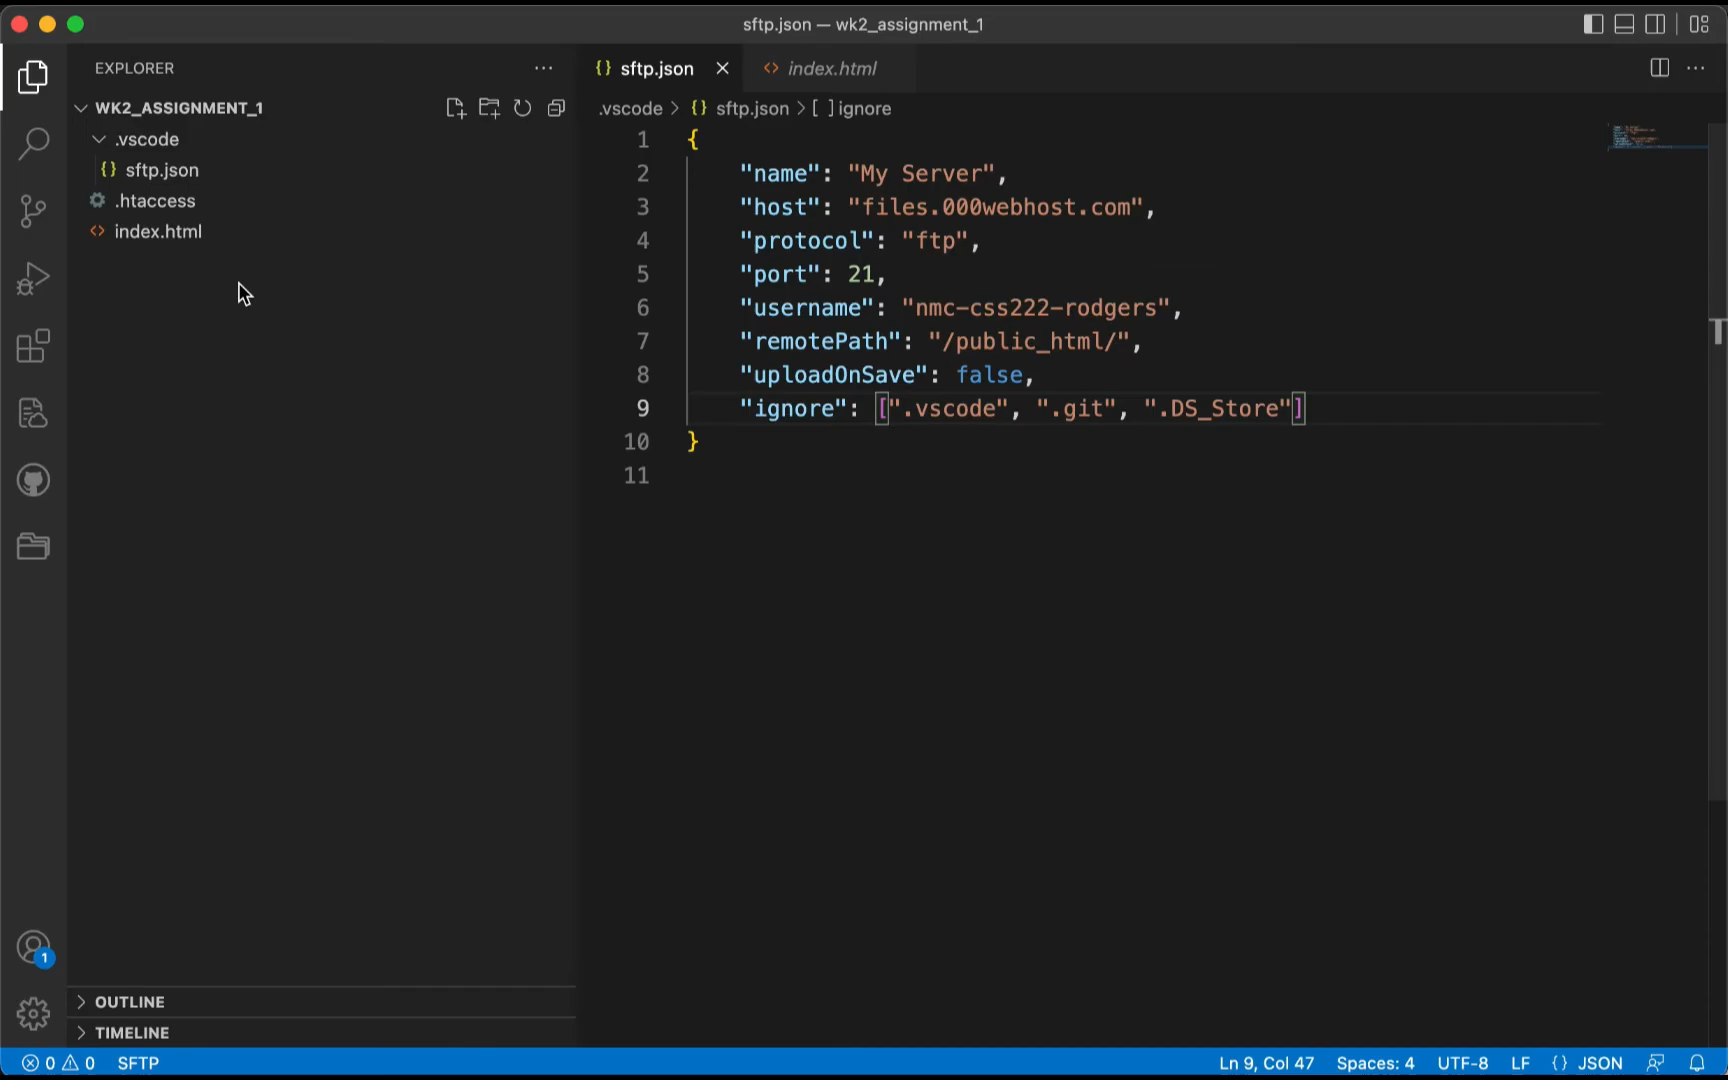 sftp.json — wk2_assignment_1
EXPLORER
WK2_ASSIGNMENT_1
.vscode
{} sftp.json
.htaccess
<> index.html
OUTLINE
TIMELINE
{} sftp.json
<> index.html
.vscode > {} sftp.json > [ ] ignore
1 {
2 "name": "My Server",
3 "host": "files.000webhost.com",
4 "protocol": "ftp",
5 "port": 21,
6 "username": "nmc-css222-rodgers",
7 "remotePath": "/public_html/",
8 "uploadOnSave": false,
9 "ignore": [".vscode", ".git", ".DS_Store"]
10 }
11
1
0 0 SFTP
Ln 9, Col 47 Spaces: 4 UTF-8 LF {} JSON